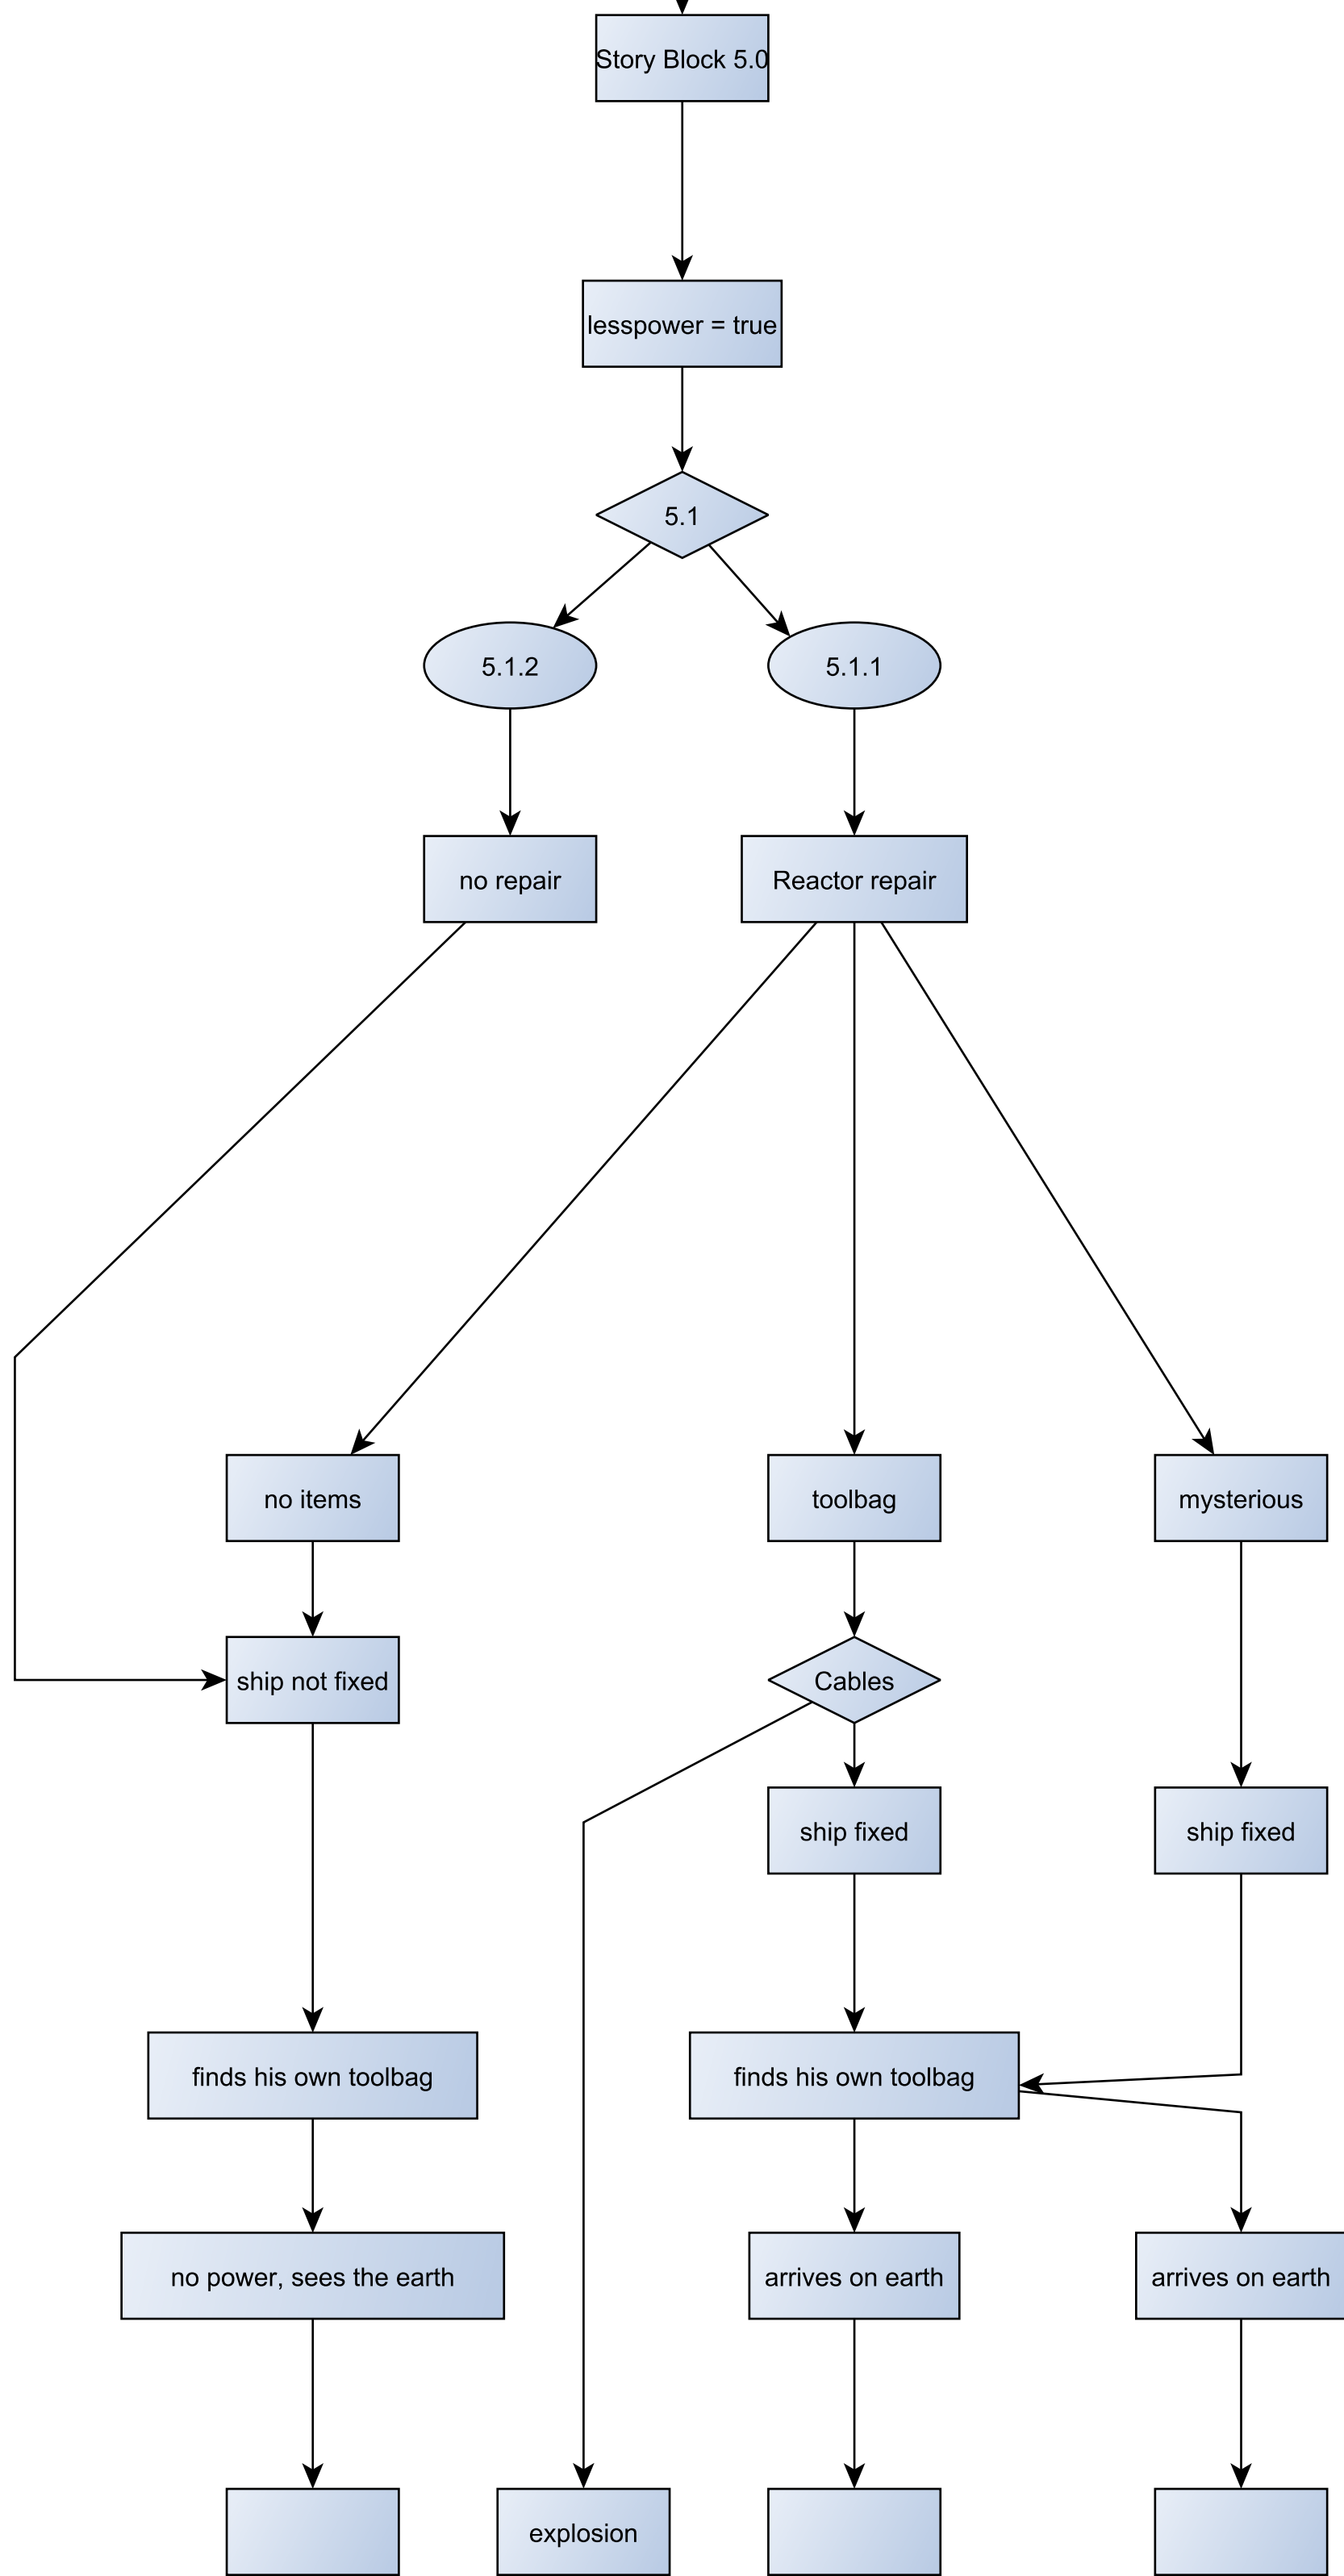 Story Block 5.0
lesspower = true
5.1
5.1.2
5.1.1
no repair
Reactor repair
no items
toolbag
mysterious
ship not fixed
Cables
ship fixed
ship fixed
finds his own toolbag
finds his own toolbag
no power, sees the earth
arrives on earth
arrives on earth
explosion